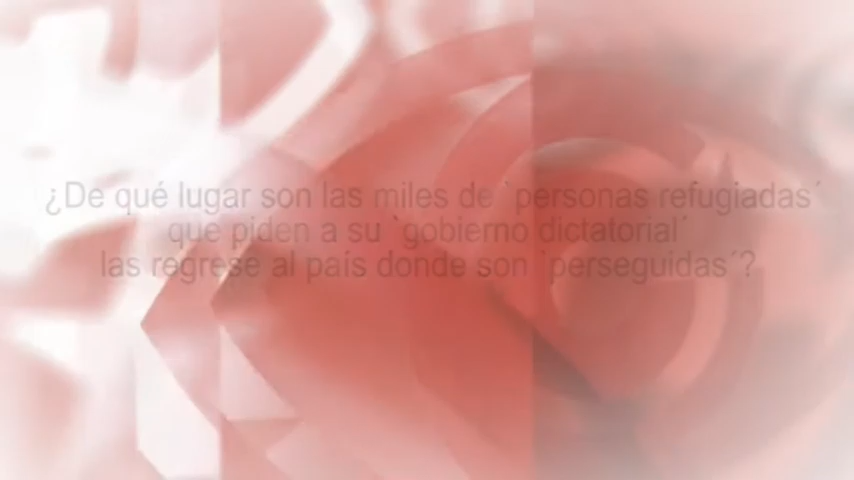 ¿De qué lugar son las miles de `personas refugiadas´
que piden a su `gobierno dictatorial´
las regrese al país donde son `perseguidas´?